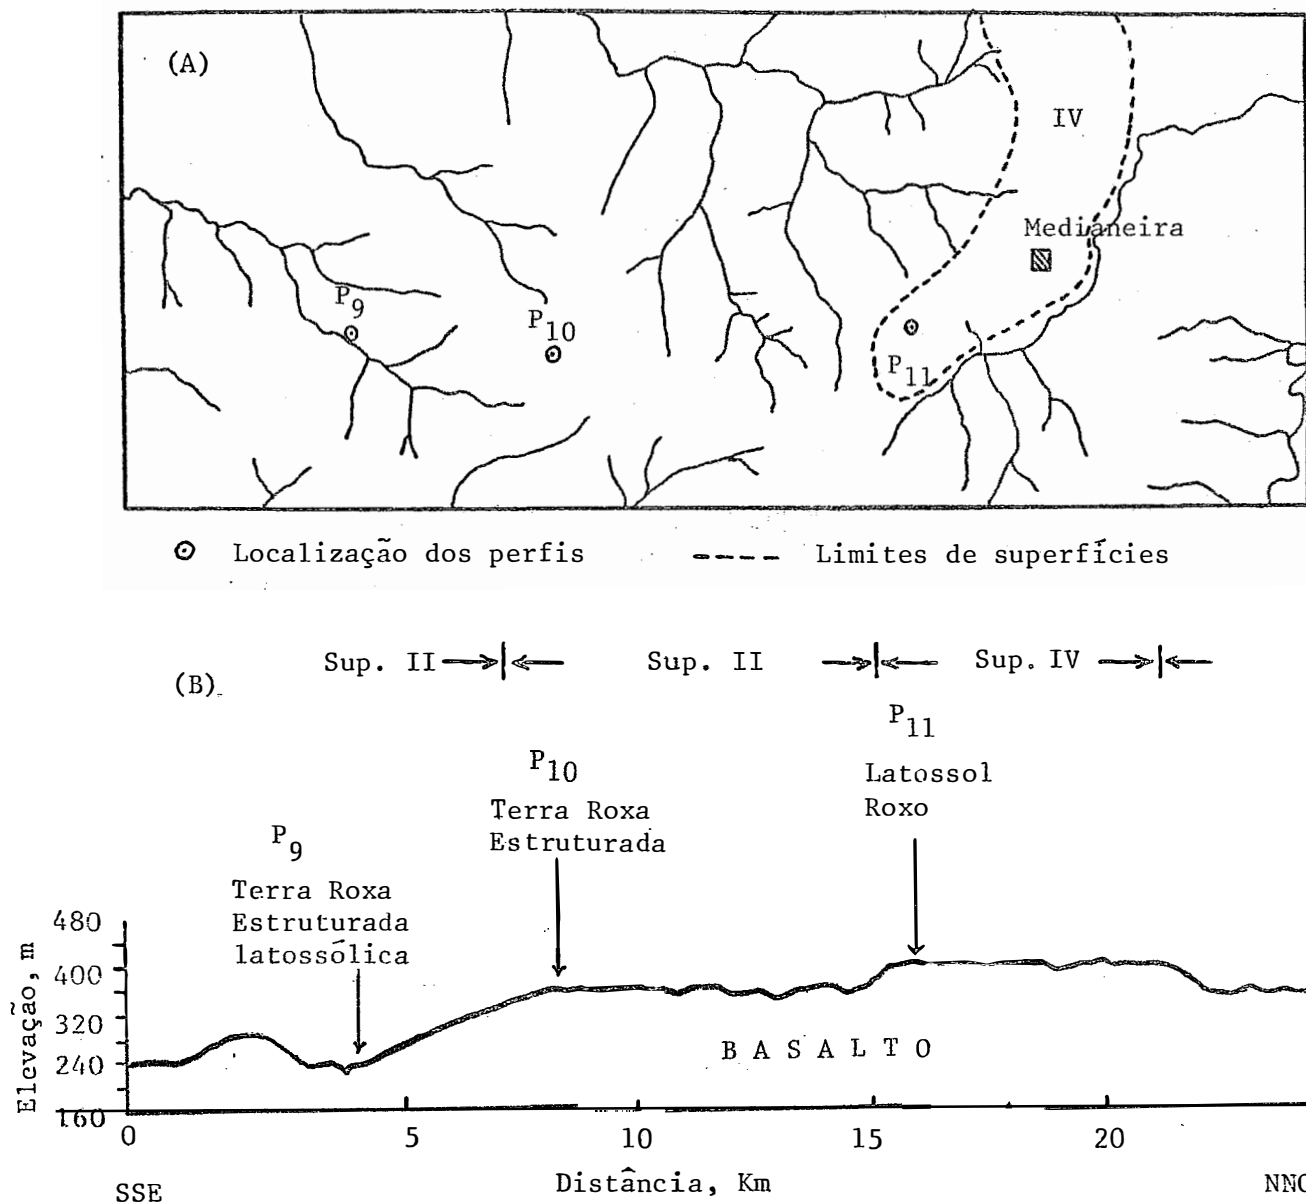 (A)
IV
Medianeira
P9
P10
P11
Localização dos perfis
Limites de superfícies
Sup. II
Sup. II
Sup. IV
(B)
P11
Latossol
Roxo
P10
Terra Roxa
Estruturada
P9
Terra Roxa
Estruturada
latossólica
Elevação, m
480
400
320
240
160
BASALTO
0 5 10 15 20
SSE Distância, Km